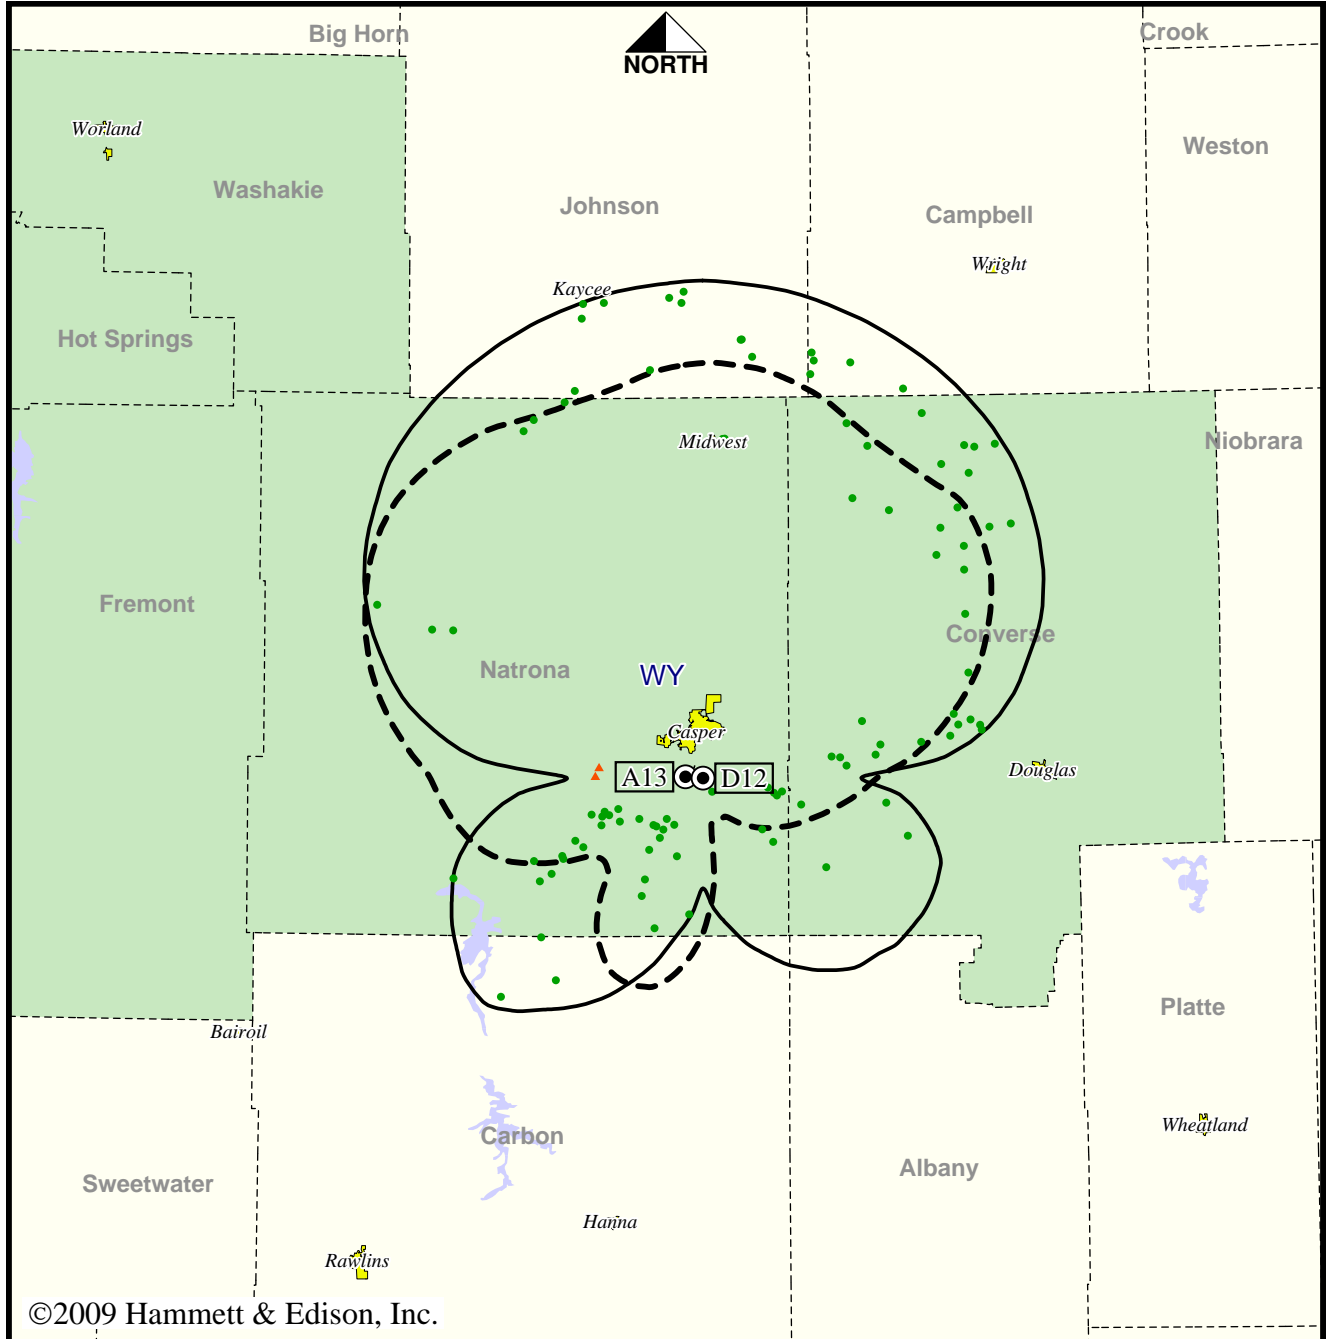 Big Horn
Crook
NORTH
Worland
Weston
Washakie
Johnson
Campbell
Wright
Kaycee
Hot Springs
Midwest
Niobrara
Fremont
Converse
Natrona
WY
Casper
A13
D12
Douglas
Platte
Bairoil
Wheatland
Carbon
Albany
Sweetwater
Hanna
Rawlins
©2009 Hammett & Edison, Inc.